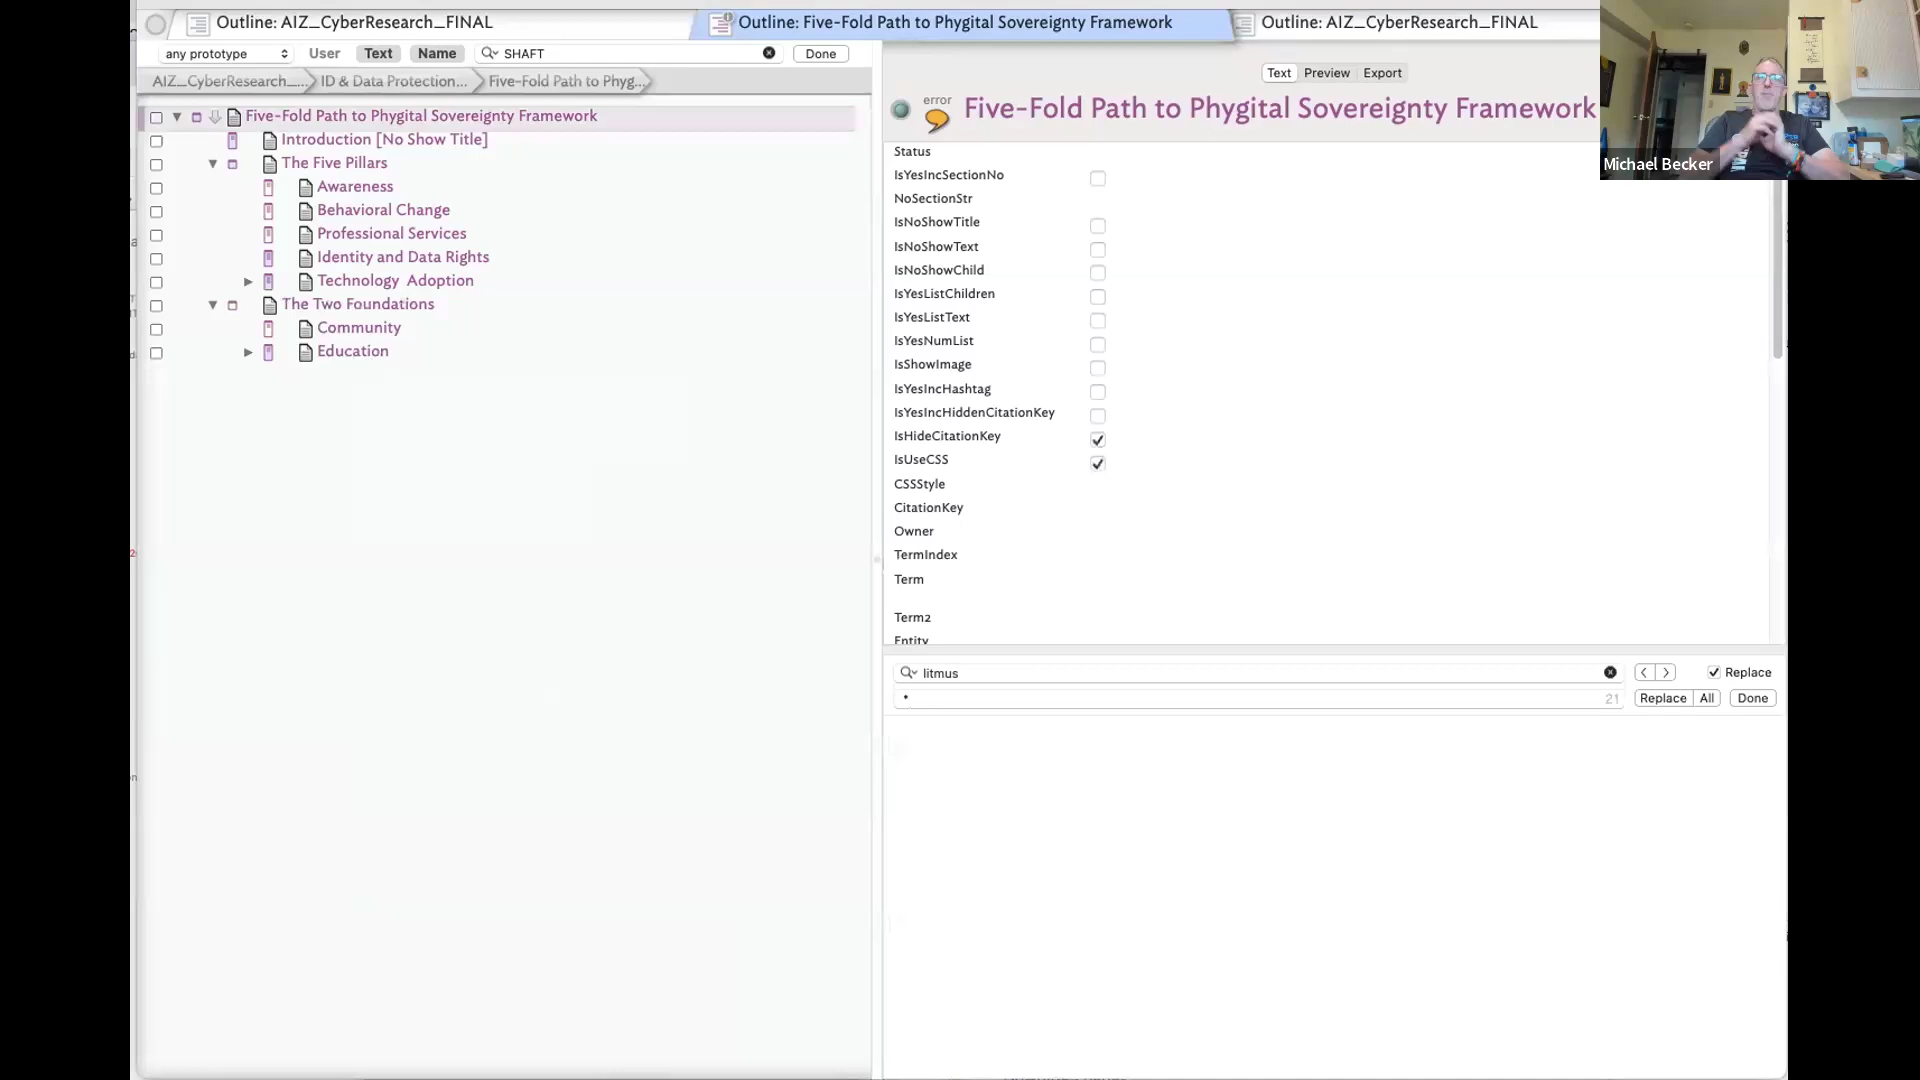 Outline: AIZ_CyberResearch_FINAL
Outline: Five-Fold Path to Phygital Sovereignty Framework
Outline: AIZ_CyberResearch_FINAL
any prototype
User
Text
Name
SHAFT
Done
AIZ_CyberResearch_...
ID & Data Protection...
Five-Fold Path to Phyg...
Five-Fold Path to Phygital Sovereignty Framework
Introduction [No Show Title]
The Five Pillars
Awareness
Behavioral Change
Professional Services
Identity and Data Rights
Technology Adoption
The Two Foundations
Community
Education
Text
Preview
Export
error
Five-Fold Path to Phygital Sovereignty Framework
Michael Becker
Status
IsYesIncSectionNo
NoSectionStr
IsNoShowTitle
IsNoShowText
IsNoShowChild
IsYesListChildren
IsYesListText
IsYesNumList
IsShowImage
IsYesIncHashtag
IsYesIncHiddenCitationKey
IsHideCitationKey
IsUseCSS
CSSStyle
CitationKey
Owner
TermIndex
Term
Term2
Entity
litmus
Replace
•
21
Replace
All
Done